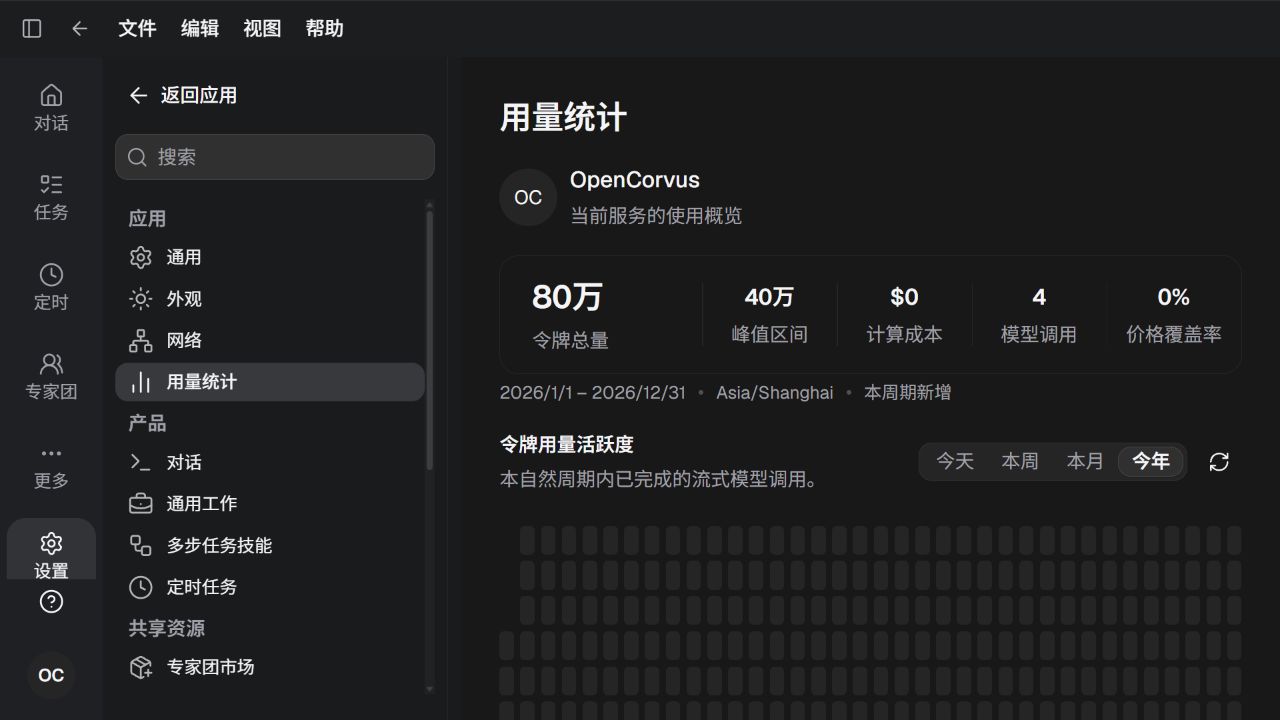 文件 编辑 视图 帮助
对话
任务
定时
专家团
更多
设置
OC
返回应用
搜索
应用
通用
外观
网络
用量统计
产品
对话
通用工作
多步任务技能
定时任务
共享资源
专家团市场
用量统计
OC
OpenCorvus
当前服务的使用概览
80万
令牌总量
40万
峰值区间
$0
计算成本
4
模型调用
0%
价格覆盖率
2026/1/1 – 2026/12/31 • Asia/Shanghai • 本周期新增
令牌用量活跃度
本自然周期内已完成的流式模型调用。
今天 本周 本月 今年